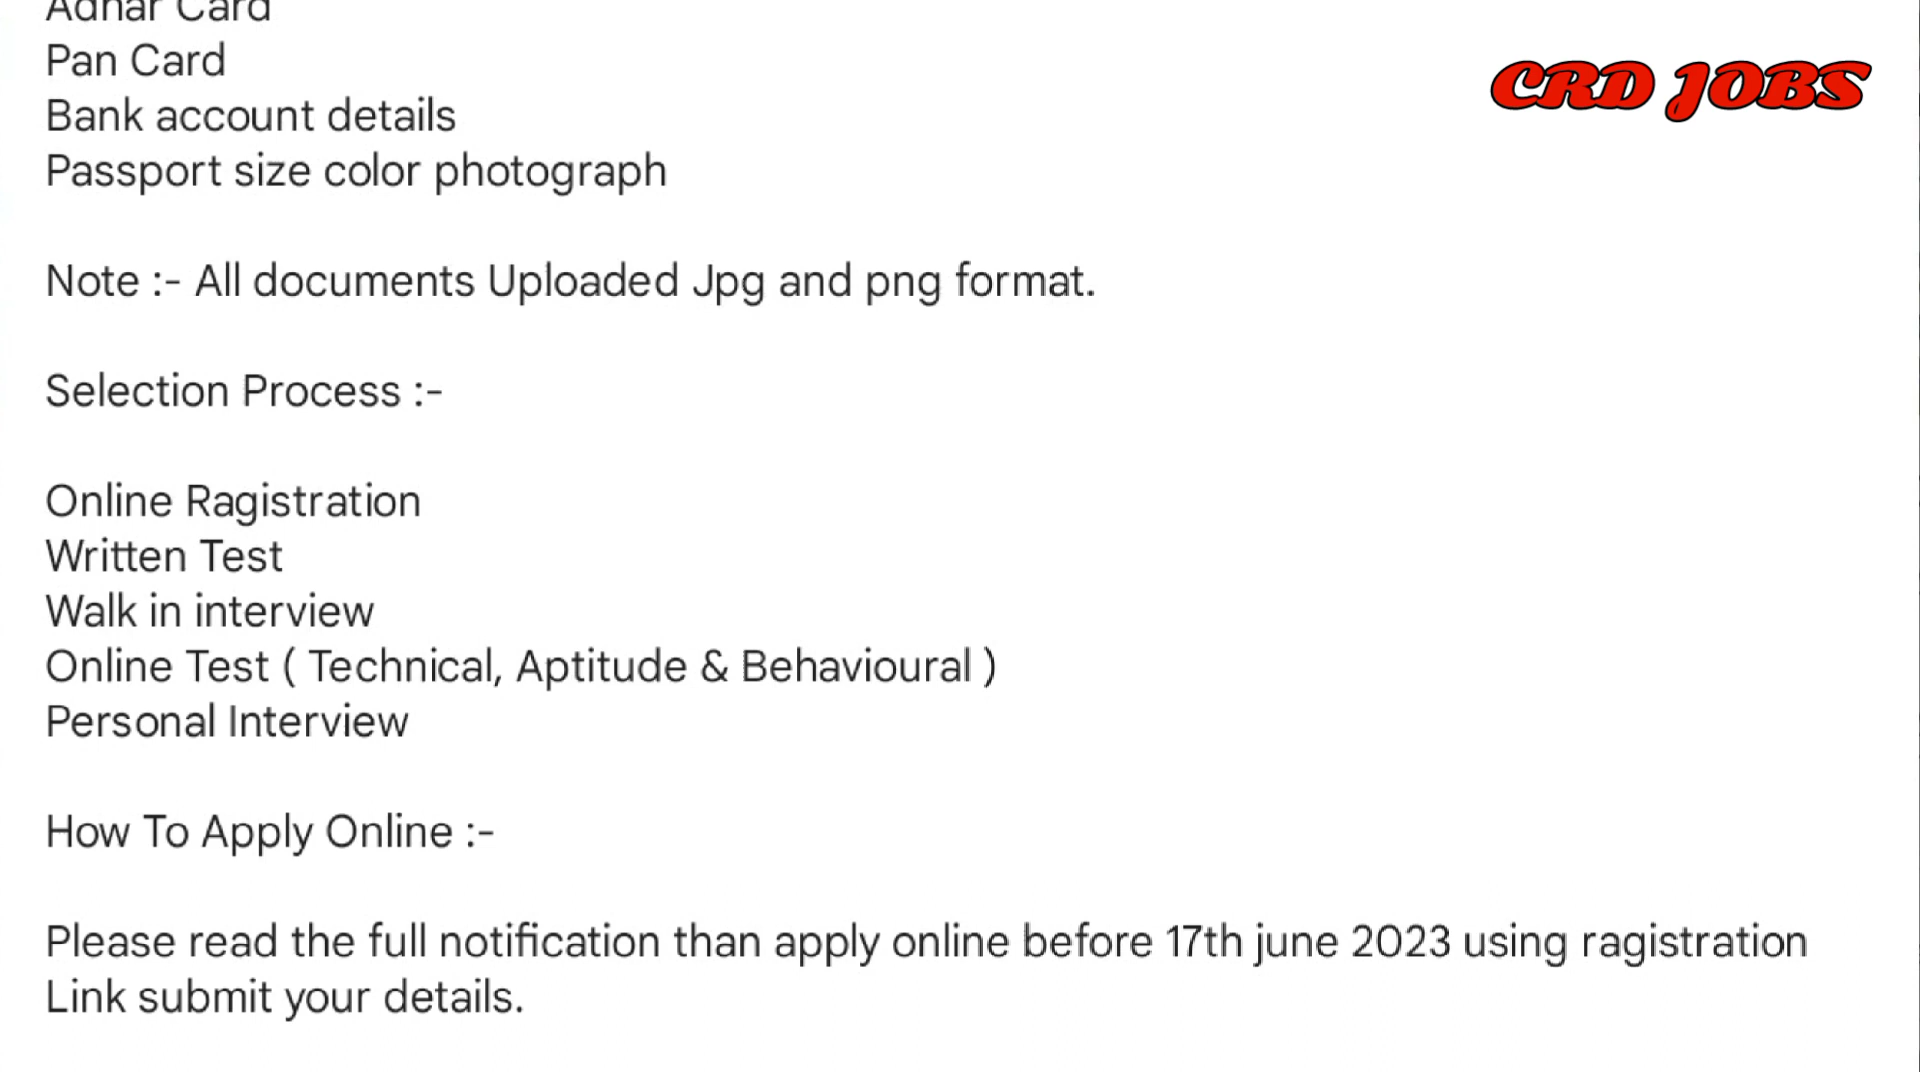 Adhar Card
Pan Card
CRD JOBS
Bank account details
Passport size color photograph
Note :- All documents Uploaded Jpg and png format.
Selection Process :-
Online Ragistration
Written Test
Walk in interview
Online Test ( Technical, Aptitude & Behavioural )
Personal Interview
How To Apply Online :-
Please read the full notification than apply online before 17th june 2023 using ragistration
Link submit your details.